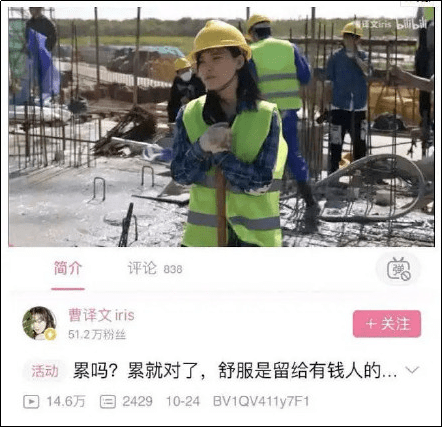 曹译文iris bilibili
简介 评论 838
弹
曹译文iris
51.2万粉丝
+ 关注
活动 累吗？累就对了，舒服是留给有钱人的...
14.6万 2429 10-24 BV1QV411y7F1